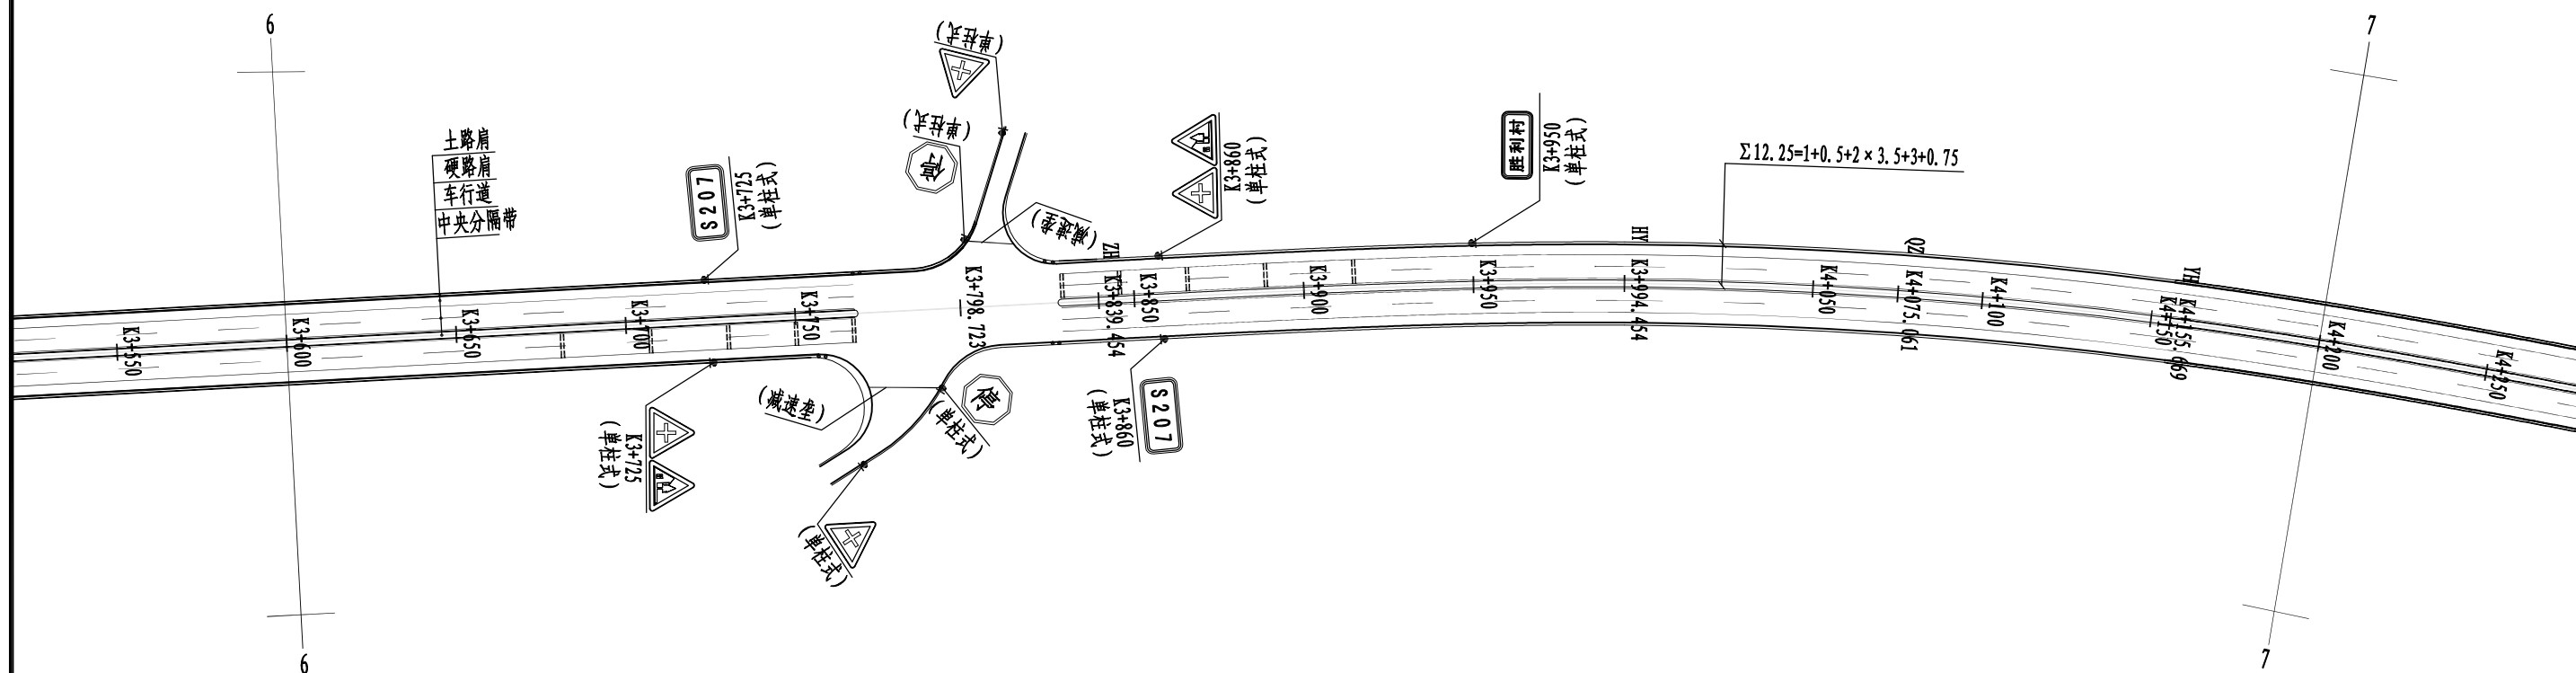 6
7
土路肩
硬路肩
车行道
中央分隔带
S207
K3+725
(单柱式)
(单柱式)
(单柱式)
停
(减速垄)
K3+860
(单柱式)
胜利村
K3+950
(单柱式)
Σ12.25=1+0.5+2×3.5+3+0.75
ZH
HY
QZ
YH
K3+550
K3+600
K3+650
K3+700
K3+750
K3+798.723
K3+839.454
K3+850
K3+900
K3+950
K3+994.454
K4+050
K4+075.061
K4+100
K4+150
K4+155.669
K4+200
K4+250
K3+725
(单柱式)
(减速垄)
停
(单柱式)
(单柱式)
K3+860
(单柱式)
S207
6
7